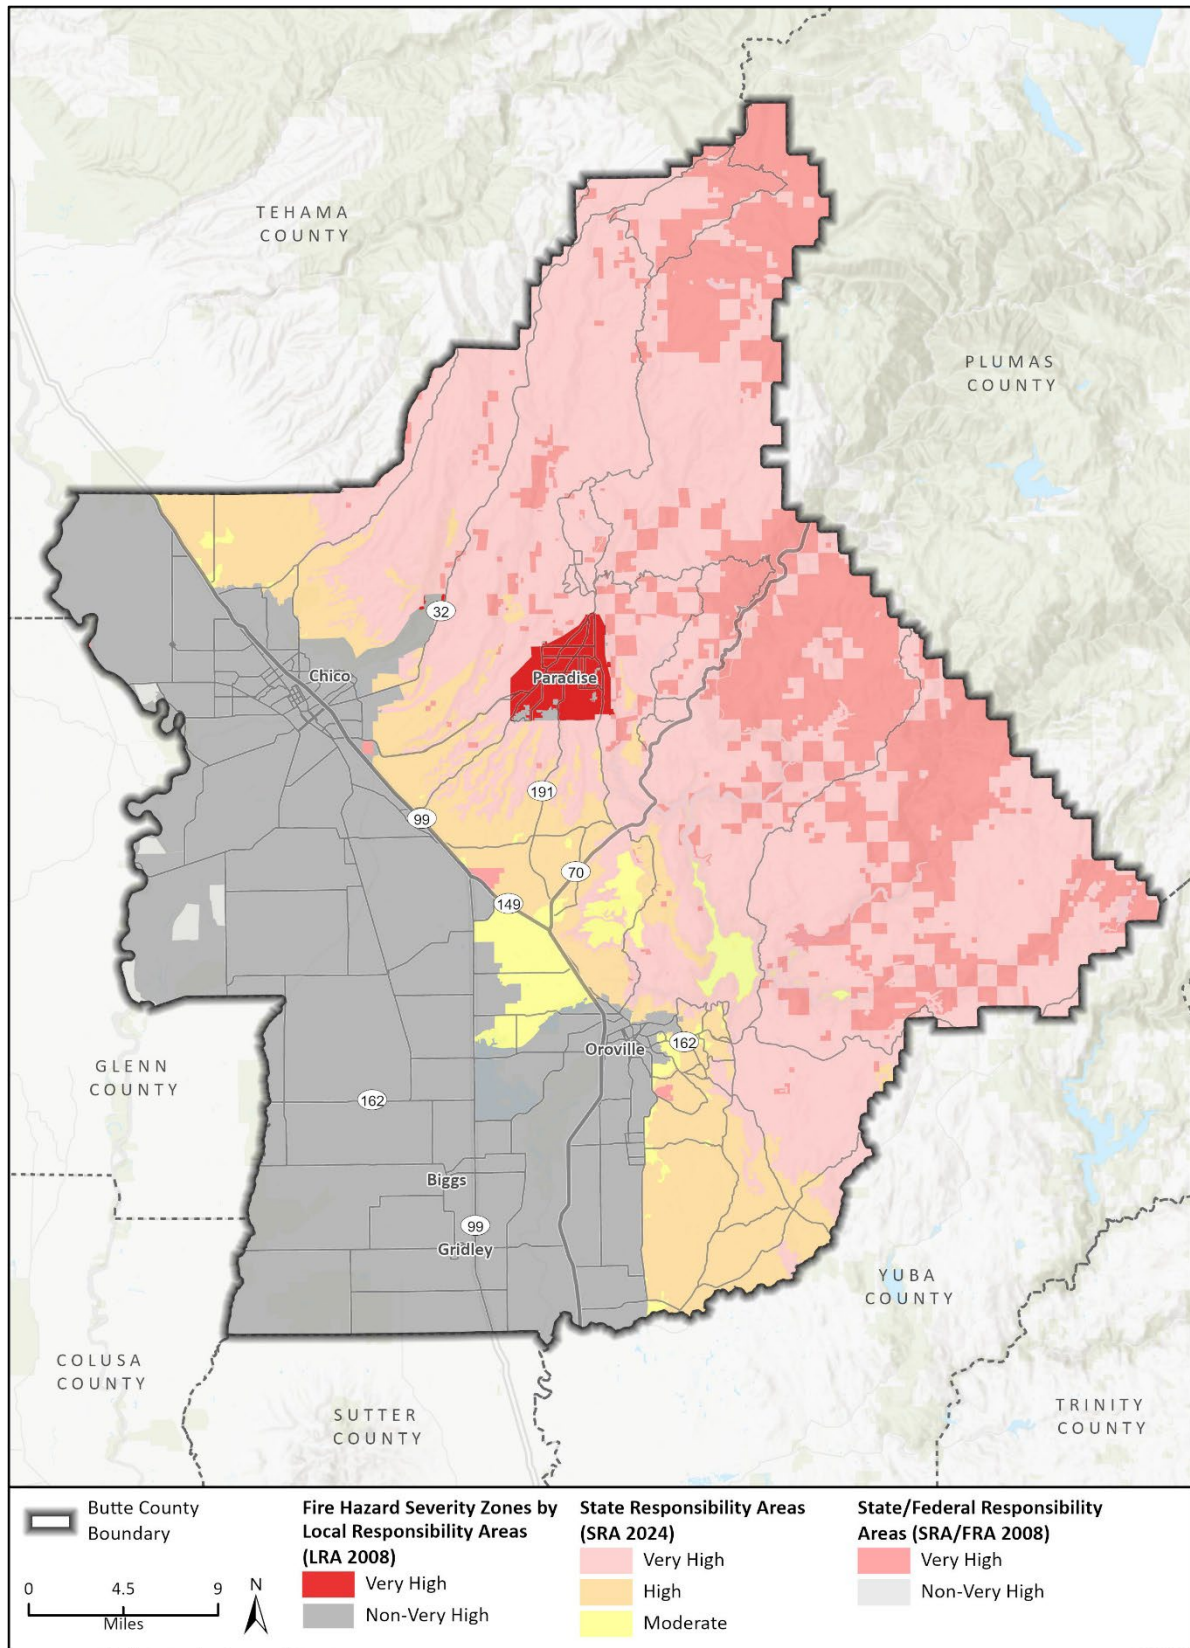 TEHAMA
COUNTY
PLUMAS
COUNTY
32
Chico
Paradise
191
99
70
149
Oroville
162
GLENN
COUNTY
162
Biggs
99
Gridley
YUBA
COUNTY
COLUSA
COUNTY
SUTTER
COUNTY
TRINITY
COUNTY
Butte County
Boundary
0 4.5 9
Miles
N
Fire Hazard Severity Zones by
Local Responsibility Areas
(LRA 2008)
Very High
Non-Very High
State Responsibility Areas
(SRA 2024)
Very High
High
Moderate
State/Federal Responsibility
Areas (SRA/FRA 2008)
Very High
Non-Very High